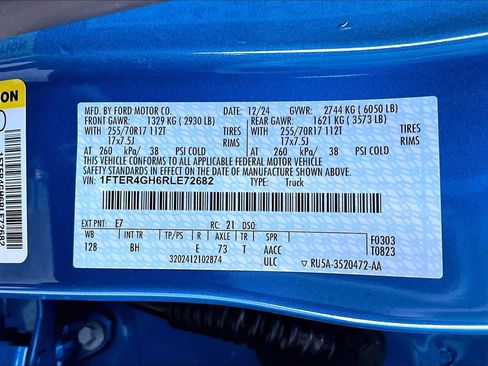 MFD. BY FORD MOTOR CO. 12/24 GVWR: 2744 KG ( 6050 LB)
FRONT GAWR: 1329 KG ( 2930 LB) REAR GAWR: 1621 KG ( 3573 LB)
WITH 255/70R17 112T TIRES WITH 255/70R17 112T TIRES
17x7.5J RIMS 17x7.5J RIMS
AT 260 kPa/ 38 PSI COLD AT 260 kPa/ 38 PSI COLD
THIS VEHICLE CONFORMS TO ALL APPLICABLE FEDERAL MOTOR VEHICLE
SAFETY STANDARDS IN EFFECT ON THE DATE OF MANUFACTURE SHOWN ABOVE.
VIN: 1FTER4GH6RLE72682 TYPE: Truck
EXT PNT: E7 RC: 21 DSO:
WB INT TR TP/PS R AXLE TR SPR F0303
128 BH E 73 T AACC T0823
3202412102874 ULC ▽ RU5A-3520472-AA
ION
1FTER4GH6RLE72682